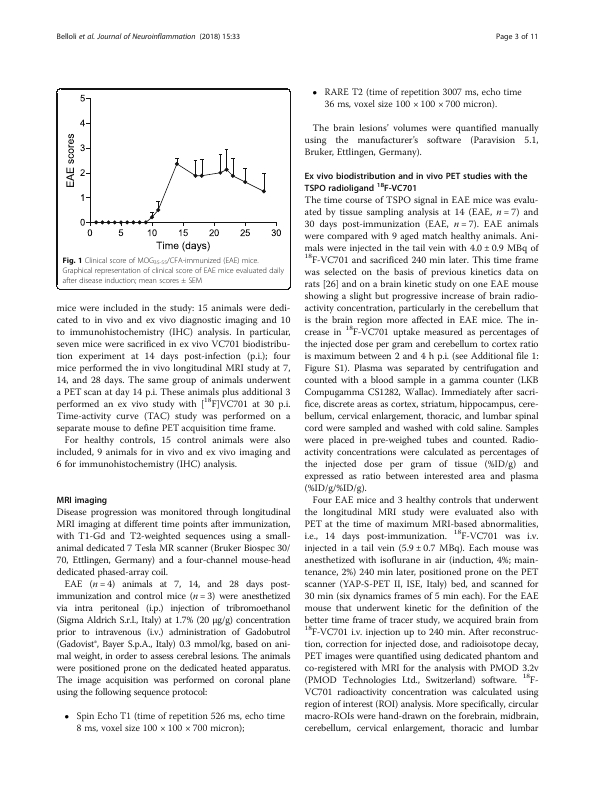 Belloli et al. Journal of Neuroinflammation (2018) 15:33
Page 3 of 11
5
4
3
2
1
0
EAE scores
0 5 10 15 20 25 30
Time (days)
Fig. 1 Clinical score of MOG35-55/CFA-immunized (EAE) mice.
Graphical representation of clinical score of EAE mice evaluated daily
after disease induction; mean scores ± SEM
mice were included in the study: 15 animals were dedi-
cated to in vivo and ex vivo diagnostic imaging and 10
to immunohistochemistry (IHC) analysis. In particular,
seven mice were sacrificed in ex vivo VC701 biodistribu-
tion experiment at 14 days post-infection (p.i.); four
mice performed the in vivo longitudinal MRI study at 7,
14, and 28 days. The same group of animals underwent
a PET scan at day 14 p.i. These animals plus additional 3
performed an ex vivo study with [18F]VC701 at 30 p.i.
Time-activity curve (TAC) study was performed on a
separate mouse to define PET acquisition time frame.
For healthy controls, 15 control animals were also
included, 9 animals for in vivo and ex vivo imaging and
6 for immunohistochemistry (IHC) analysis.
MRI imaging
Disease progression was monitored through longitudinal
MRI imaging at different time points after immunization,
with T1-Gd and T2-weighted sequences using a small-
animal dedicated 7 Tesla MR scanner (Bruker Biospec 30/
70, Ettlingen, Germany) and a four-channel mouse-head
dedicated phased-array coil.
EAE (n = 4) animals at 7, 14, and 28 days post-
immunization and control mice (n = 3) were anesthetized
via intra peritoneal (i.p.) injection of tribromoethanol
(Sigma Aldrich S.r.l., Italy) at 1.7% (20 μg/g) concentration
prior to intravenous (i.v.) administration of Gadobutrol
(Gadovist®, Bayer S.p.A., Italy) 0.3 mmol/kg, based on ani-
mal weight, in order to assess cerebral lesions. The animals
were positioned prone on the dedicated heated apparatus.
The image acquisition was performed on coronal plane
using the following sequence protocol:
• Spin Echo T1 (time of repetition 526 ms, echo time
8 ms, voxel size 100 × 100 × 700 micron);
• RARE T2 (time of repetition 3007 ms, echo time
36 ms, voxel size 100 × 100 × 700 micron).
The brain lesions' volumes were quantified manually
using the manufacturer's software (Paravision 5.1,
Bruker, Ettlingen, Germany).
Ex vivo biodistribution and in vivo PET studies with the
TSPO radioligand 18F-VC701
The time course of TSPO signal in EAE mice was evalu-
ated by tissue sampling analysis at 14 (EAE, n = 7) and
30 days post-immunization (EAE, n = 7). EAE animals
were compared with 9 aged match healthy animals. Ani-
mals were injected in the tail vein with 4.0 ± 0.9 MBq of
18F-VC701 and sacrificed 240 min later. This time frame
was selected on the basis of previous kinetics data on
rats [26] and on a brain kinetic study on one EAE mouse
showing a slight but progressive increase of brain radio-
activity concentration, particularly in the cerebellum that
is the brain region more affected in EAE mice. The in-
crease in 18F-VC701 uptake measured as percentages of
the injected dose per gram and cerebellum to cortex ratio
is maximum between 2 and 4 h p.i. (see Additional file 1:
Figure S1). Plasma was separated by centrifugation and
counted with a blood sample in a gamma counter (LKB
Compugamma CS1282, Wallac). Immediately after sacri-
fice, discrete areas as cortex, striatum, hippocampus, cere-
bellum, cervical enlargement, thoracic, and lumbar spinal
cord were sampled and washed with cold saline. Samples
were placed in pre-weighed tubes and counted. Radio-
activity concentrations were calculated as percentages of
the injected dose per gram of tissue (%ID/g) and
expressed as ratio between interested area and plasma
(%ID/g/%ID/g).
Four EAE mice and 3 healthy controls that underwent
the longitudinal MRI study were evaluated also with
PET at the time of maximum MRI-based abnormalities,
i.e., 14 days post-immunization. 18F-VC701 was i.v.
injected in a tail vein (5.9 ± 0.7 MBq). Each mouse was
anesthetized with isoflurane in air (induction, 4%; main-
tenance, 2%) 240 min later, positioned prone on the PET
scanner (YAP-S-PET II, ISE, Italy) bed, and scanned for
30 min (six dynamics frames of 5 min each). For the EAE
mouse that underwent kinetic for the definition of the
better time frame of tracer study, we acquired brain from
18F-VC701 i.v. injection up to 240 min. After reconstruc-
tion, correction for injected dose, and radioisotope decay,
PET images were quantified using dedicated phantom and
co-registered with MRI for the analysis with PMOD 3.2v
(PMOD Technologies Ltd., Switzerland) software. 18F-
VC701 radioactivity concentration was calculated using
region of interest (ROI) analysis. More specifically, circular
macro-ROIs were hand-drawn on the forebrain, midbrain,
cerebellum, cervical enlargement, thoracic and lumbar